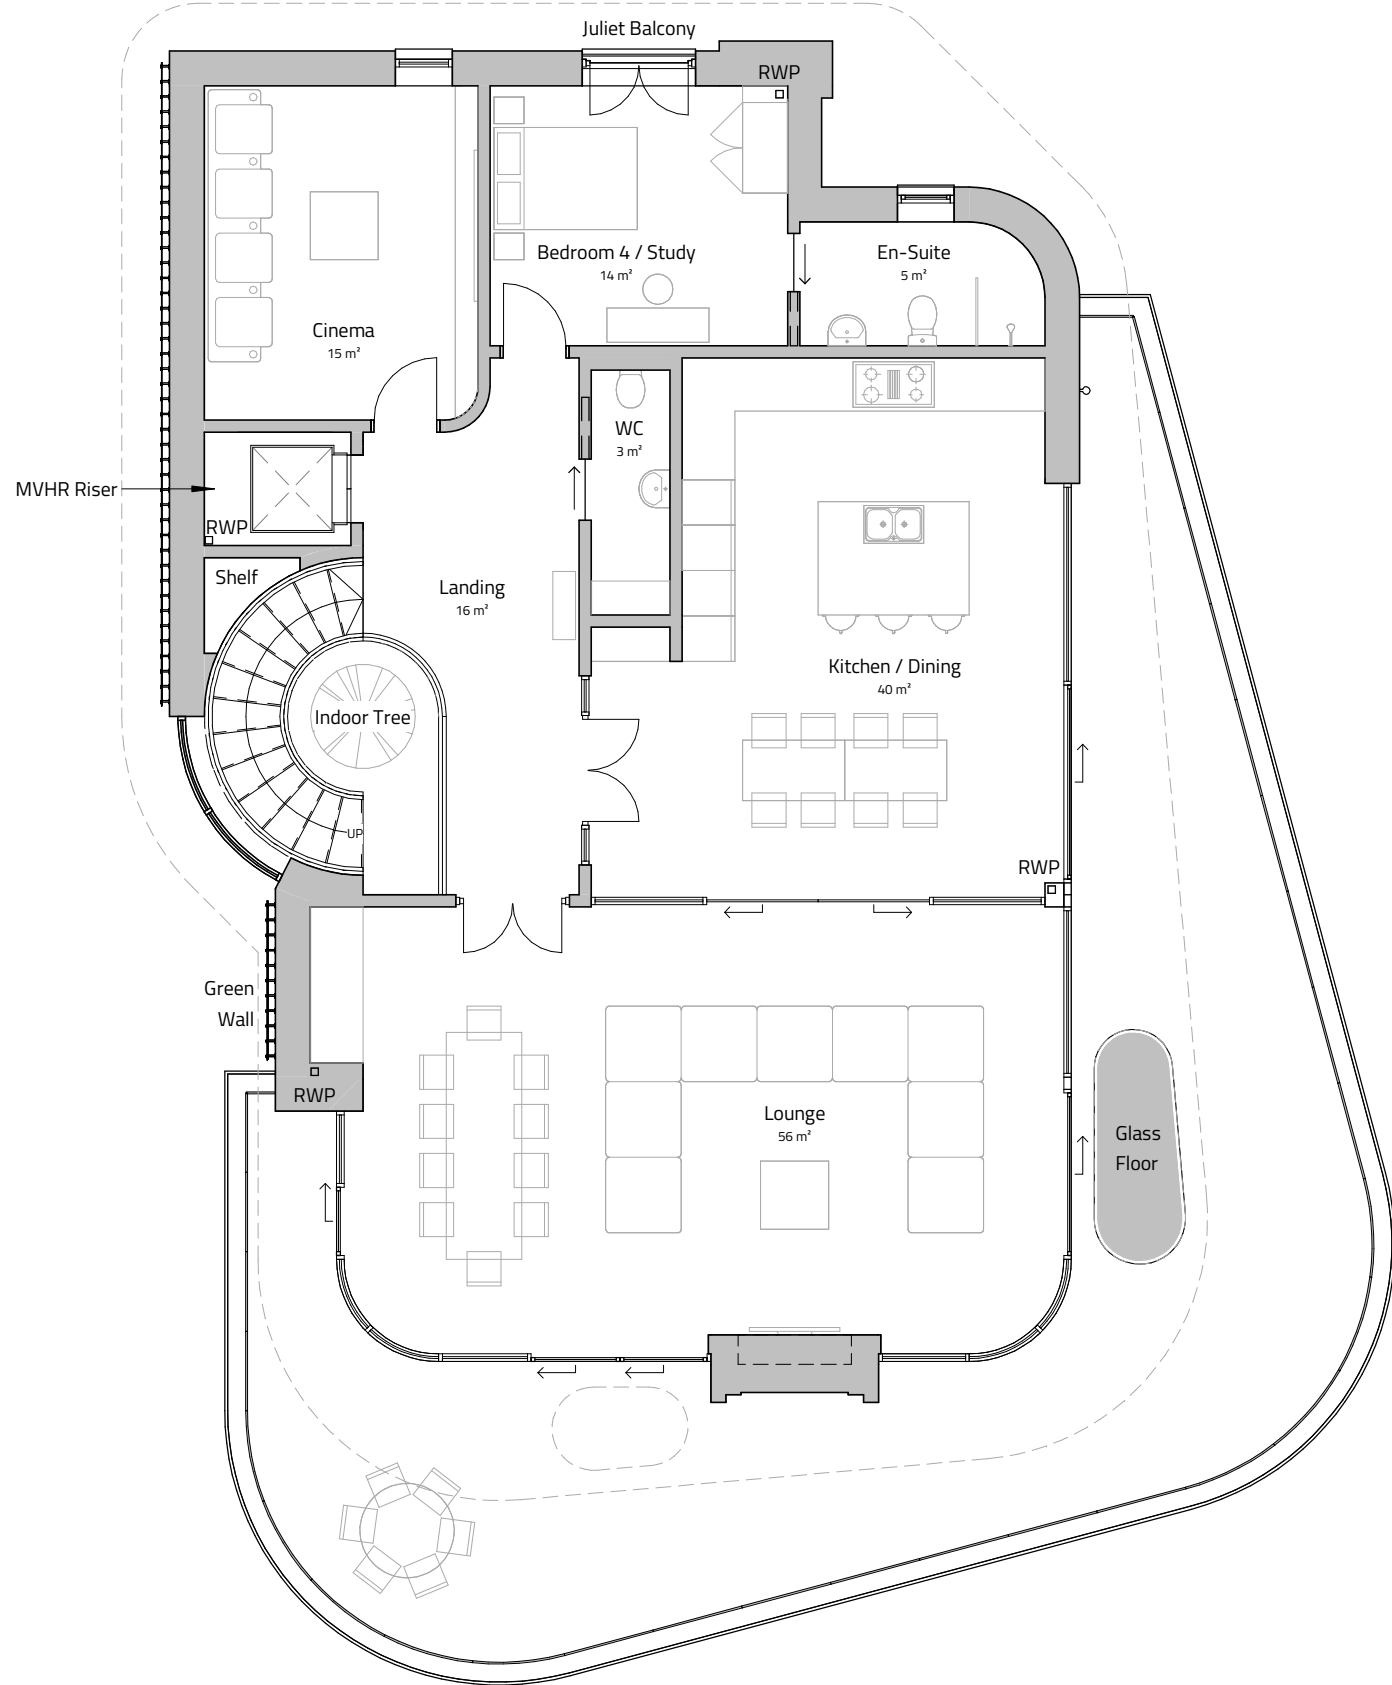 Juliet Balcony
RWP
Bedroom 4 / Study
14 m²
En-Suite
5 m²
Cinema
15 m²
WC
3 m²
MVHR Riser
RWP
Shelf
Landing
16 m²
Kitchen / Dining
40 m²
Indoor Tree
UP
RWP
Green
Wall
RWP
Lounge
56 m²
Glass
Floor